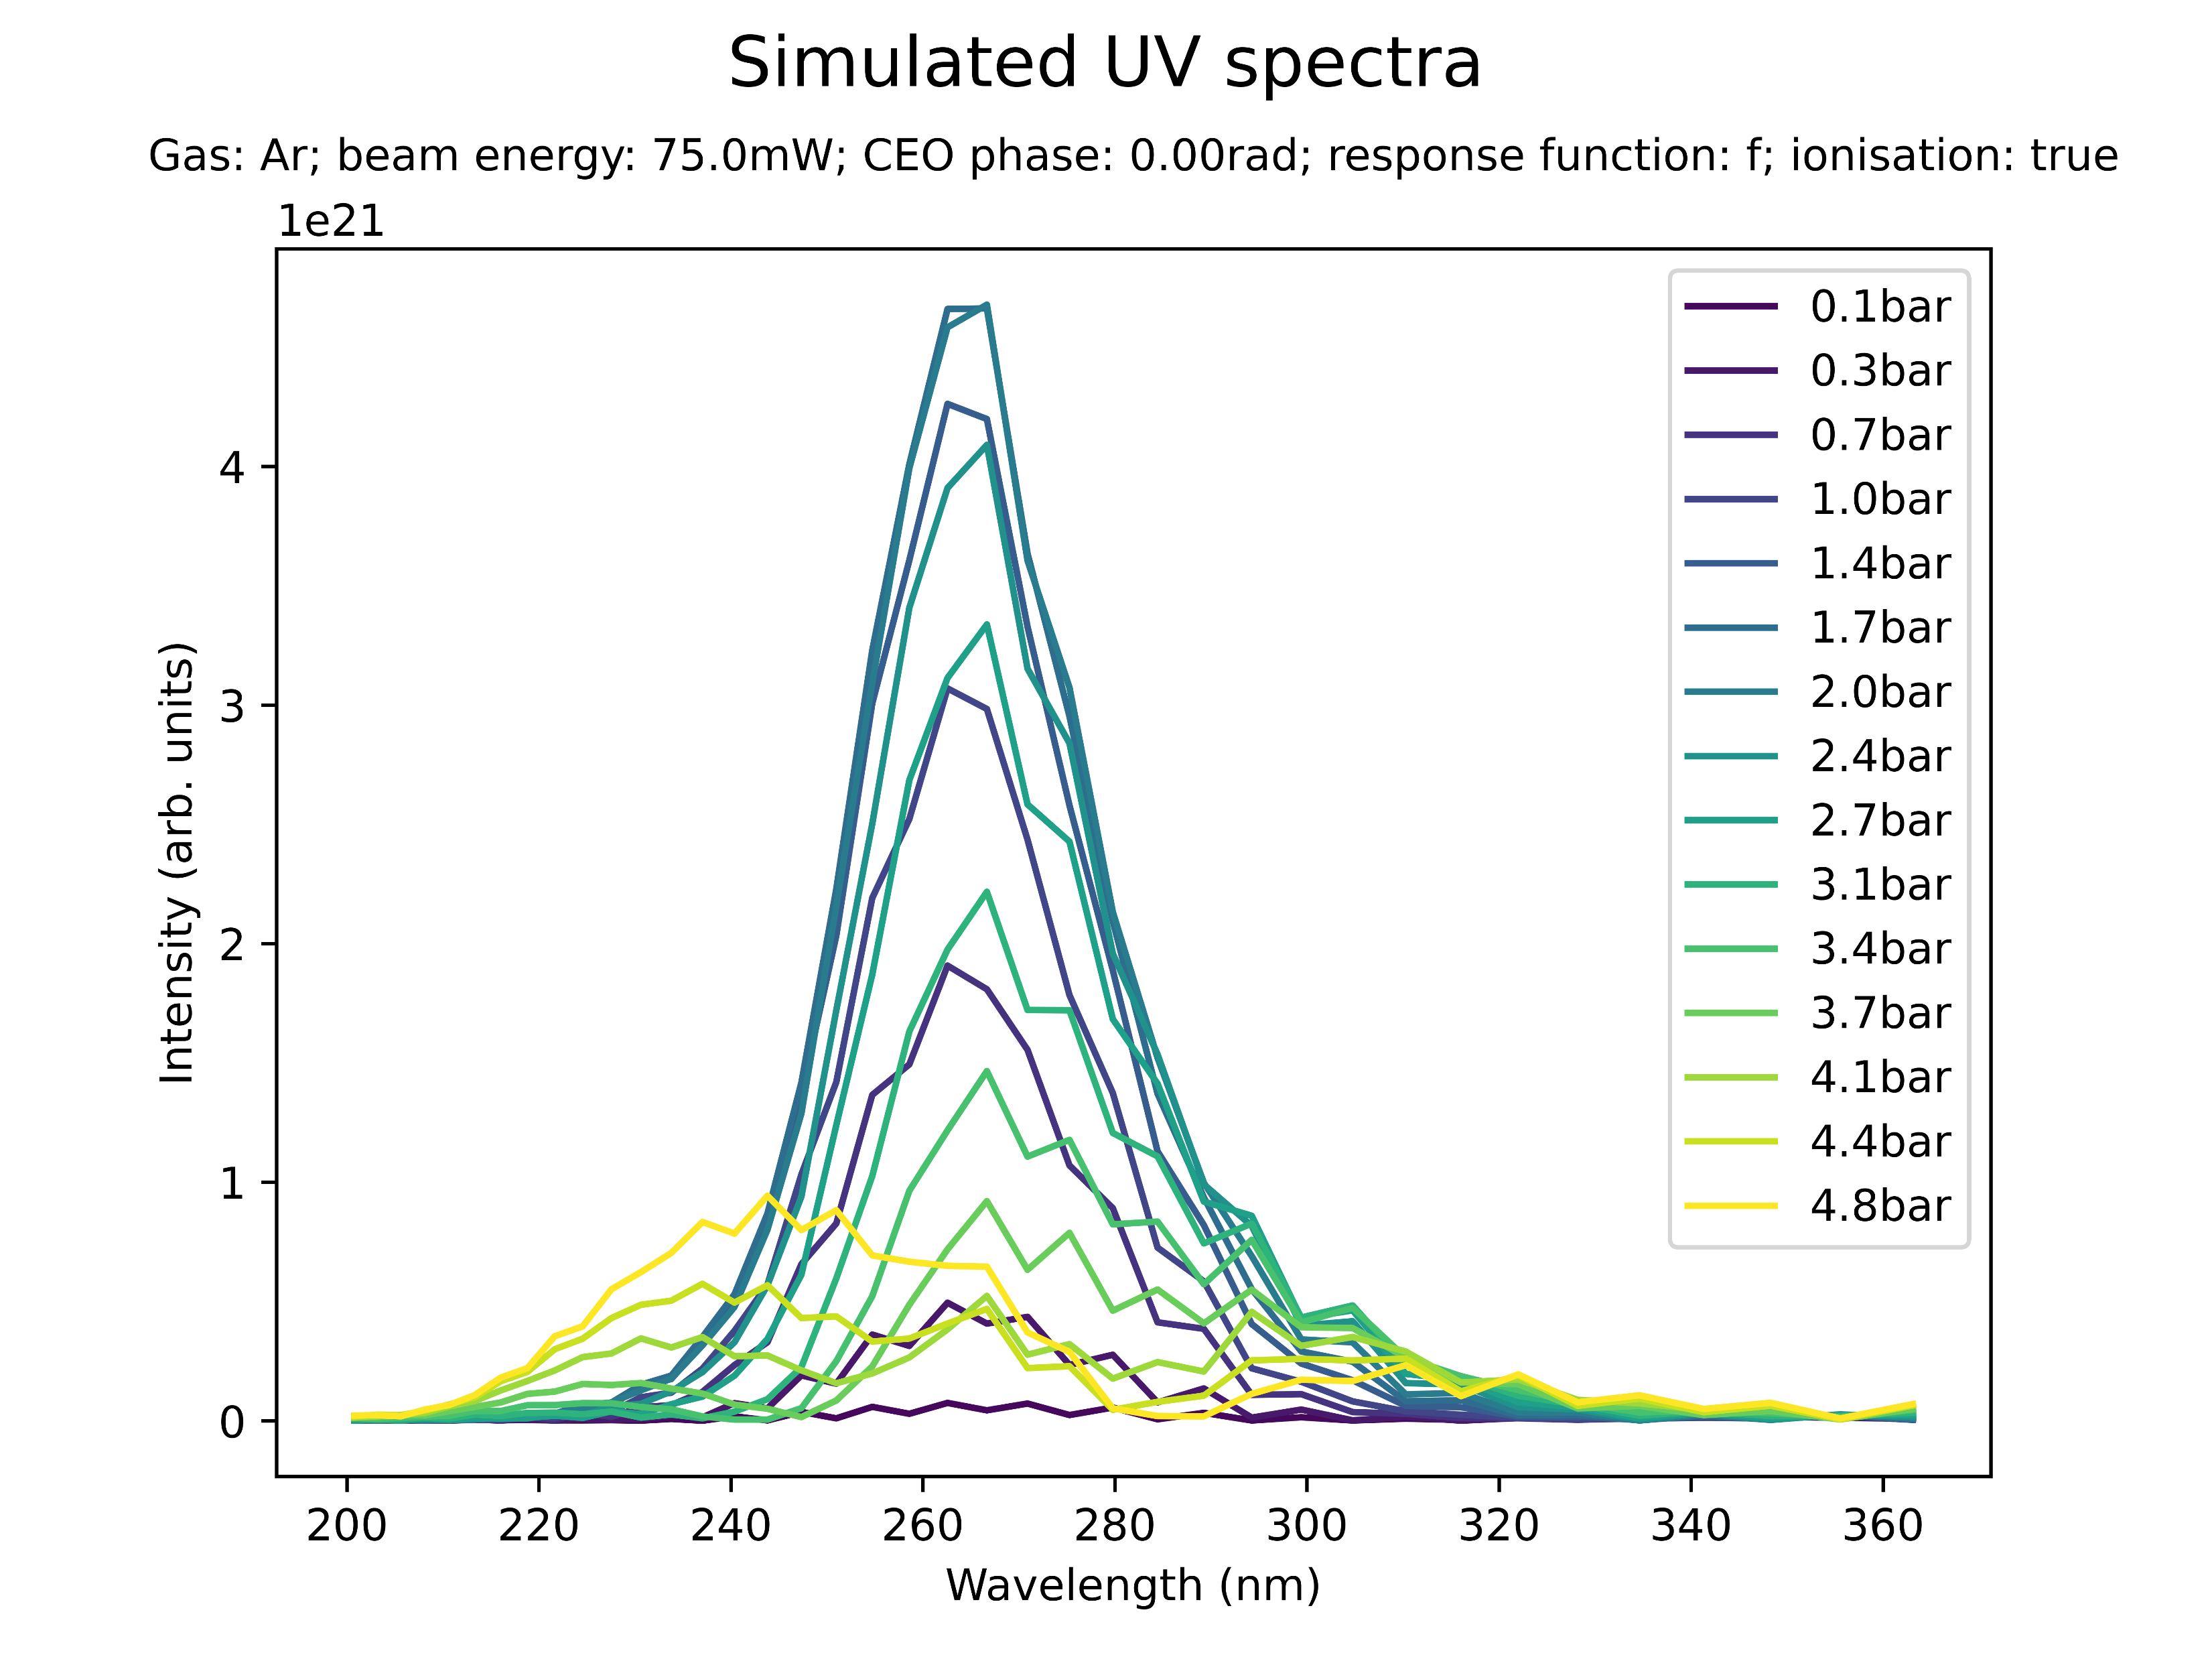 Simulated UV spectra
Gas: Ar; beam energy: 75.0mW; CEO phase: 0.00rad; response function: f; ionisation: true
1e21
0.1bar
0.3bar
0.7bar
1.0bar
1.4bar
1.7bar
2.0bar
2.4bar
2.7bar
3.1bar
3.4bar
3.7bar
4.1bar
4.4bar
4.8bar
4
3
2
1
0
Intensity (arb. units)
200 220 240 260 280 300 320 340 360
Wavelength (nm)